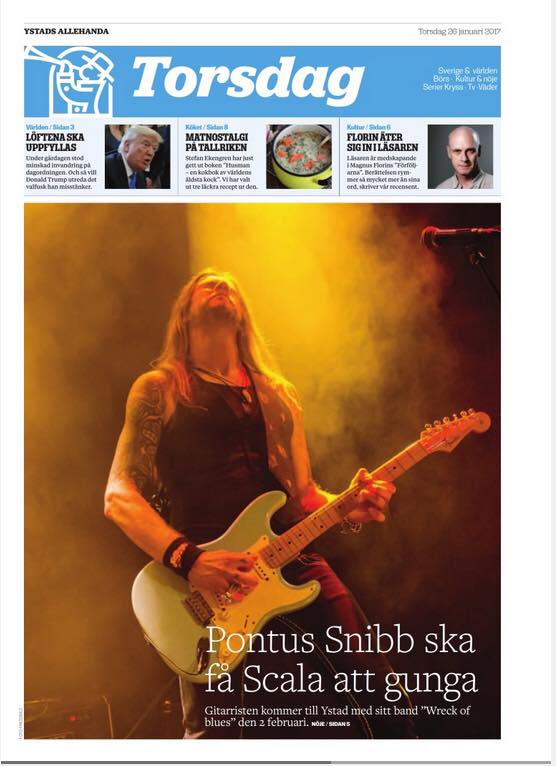 YSTADS ALLEHANDA
Torsdag 26 januari 2017
Torsdag
Sverige & världen
Börs · Kultur & nöje
Serier Kryss · Tv · Väder
Världen / Sidan 3
LÖFTENA SKA
UPPFYLLAS
Under gårdagen stod
minskad invandring på
dagordningen. Och så vill
Donald Trump utreda det
valfusk han misstänker.
Köket / Sidan 8
MATNOSTALGI
PÅ TALLRIKEN
Stefan Ekengren har just
gett ut boken ”Husman
– en kokbok av världens
äldsta kock”. Vi har valt
ut tre läckra recept ur den.
Kultur / Sidan 6
FLORIN ÄTER
SIG IN I LÄSAREN
Läsaren är medskapande
i Magnus Florins ”Förfölj-
arna”. Berättelsen rym-
mer så mycket mer än sina
ord, skriver vår recensent.
Pontus Snibb ska
få Scala att gunga
Gitarristen kommer till Ystad med sitt band ”Wreck of
blues” den 2 februari. NÖJE / SIDAN 5